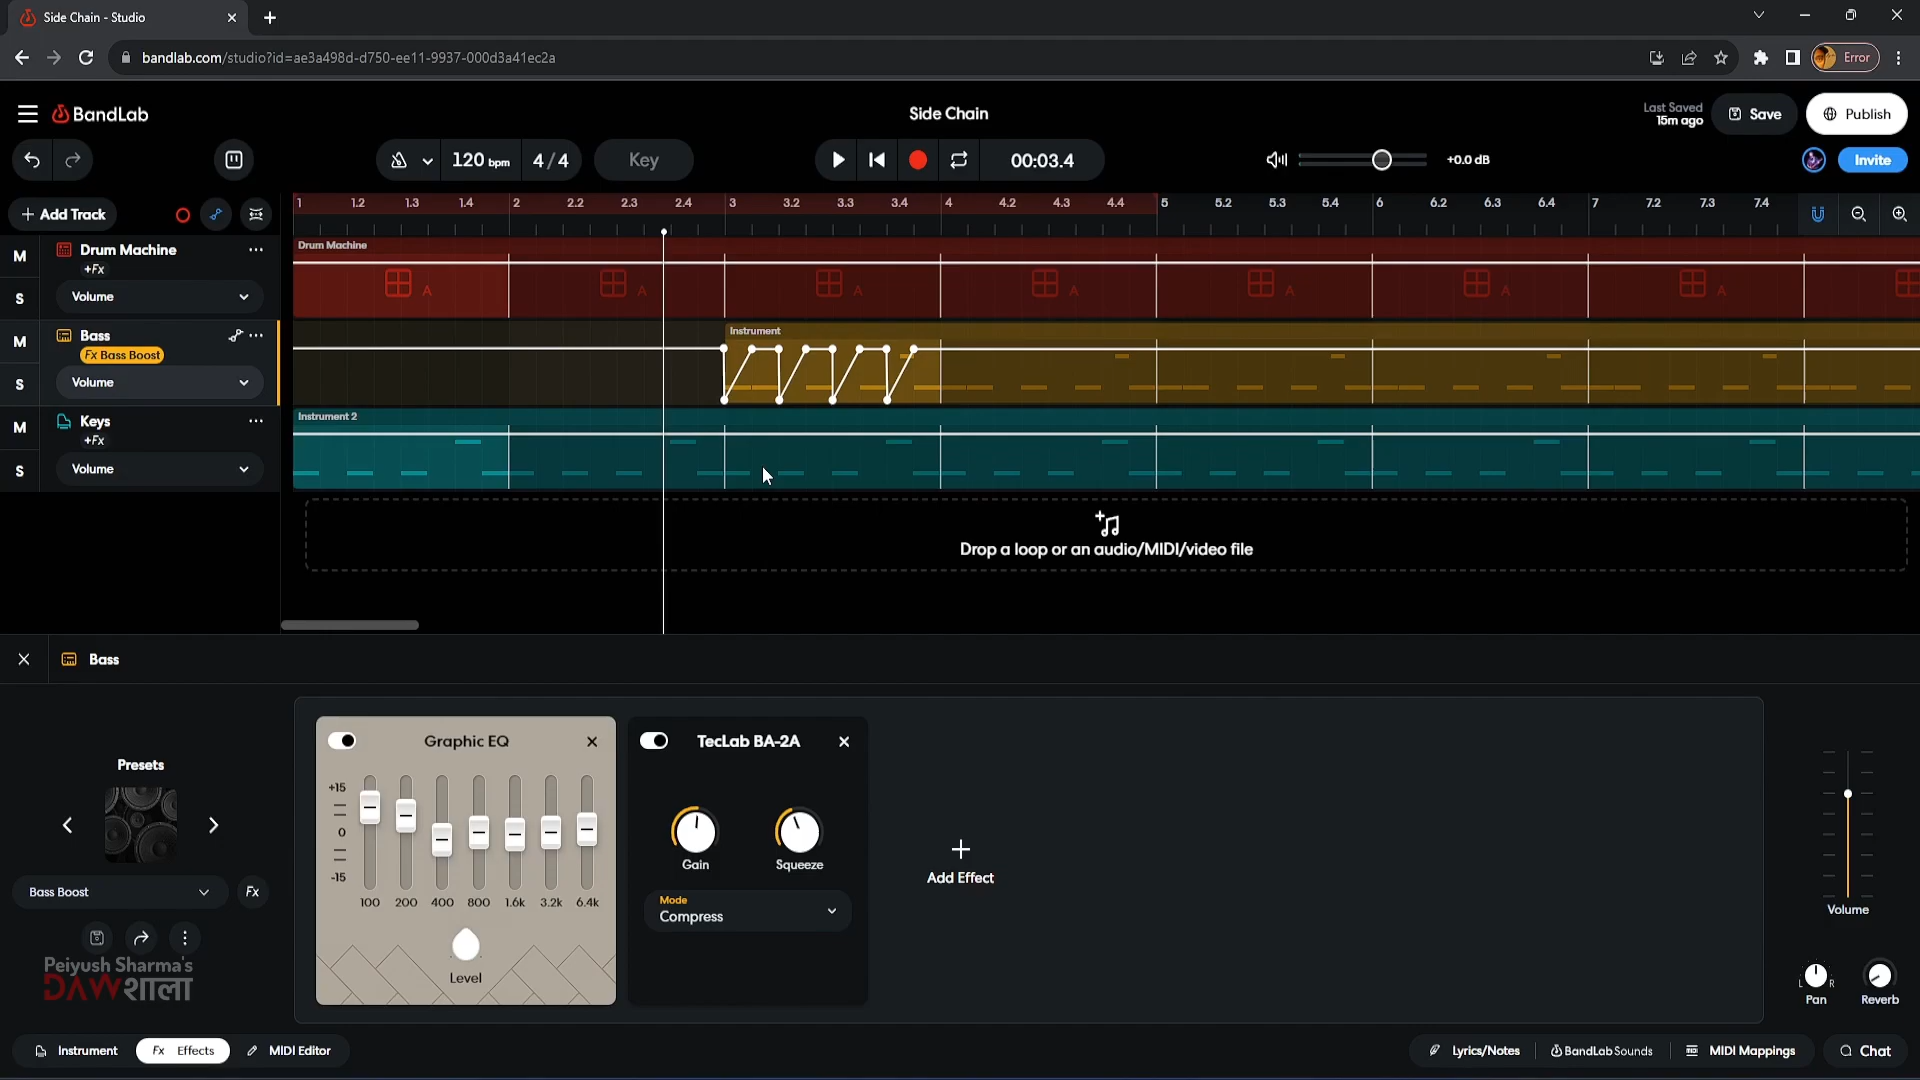 Side Chain - Studio
bandlab.com/studio?id=ae3a498d-d750-ee11-9937-000d3a41ec2a
Error
BandLab
Side Chain
Last Saved
15m ago
Save
Publish
120 bpm
4/4
Key
00:03.4
+0.0 dB
Invite
+ Add Track
1 1.2 1.3 1.4 2 2.2 2.3 2.4 3 3.2 3.3 3.4 4 4.2 4.3 4.4 5 5.2 5.3 5.4 6 6.2 6.3 6.4 7 7.2 7.3 7.4
M
S
Drum Machine
+Fx
Volume
Drum Machine
A A A A A A A
M
S
Bass
Fx Bass Boost
Volume
Instrument
M
S
Keys
+Fx
Volume
Instrument 2
Drop a loop or an audio/MIDI/video file
Bass
Presets
Bass Boost
Fx
Peiyush Sharma's
DAWशाला
Graphic EQ
+15
0
-15
100 200 400 800 1.6k 3.2k 6.4k
Level
TecLab BA-2A
Gain
Squeeze
Mode
Compress
Add Effect
Volume
L R
Pan
Reverb
Instrument
Fx Effects
MIDI Editor
Lyrics/Notes
BandLab Sounds
MIDI Mappings
Chat